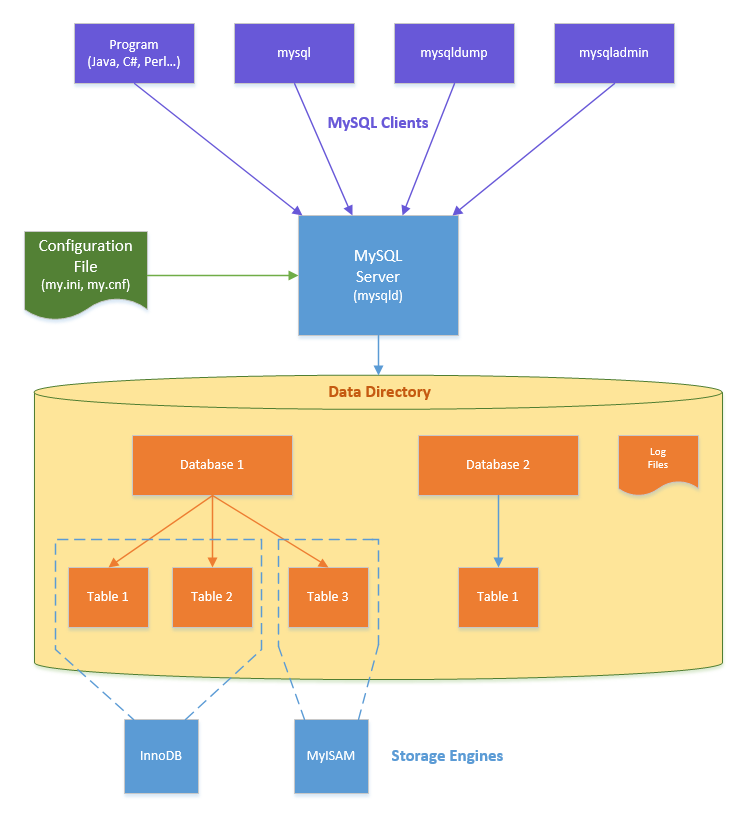 Program
(Java, C#, Perl...)
mysql
mysqldump
mysqladmin
MySQL Clients
Configuration
File
(my.ini, my.cnf)
MySQL
Server
(mysqld)
Data Directory
Database 1
Database 2
Log
Files
Table 1
Table 2
Table 3
Table 1
InnoDB
MyISAM
Storage Engines